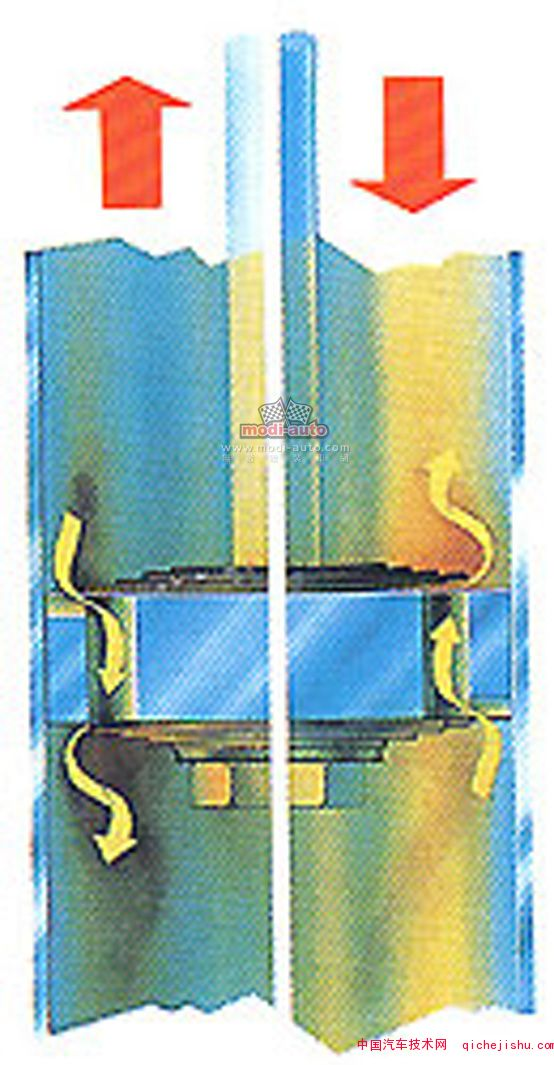 modi-auto
www.modi-auto.com
中国汽车技术网 qichejishu.com